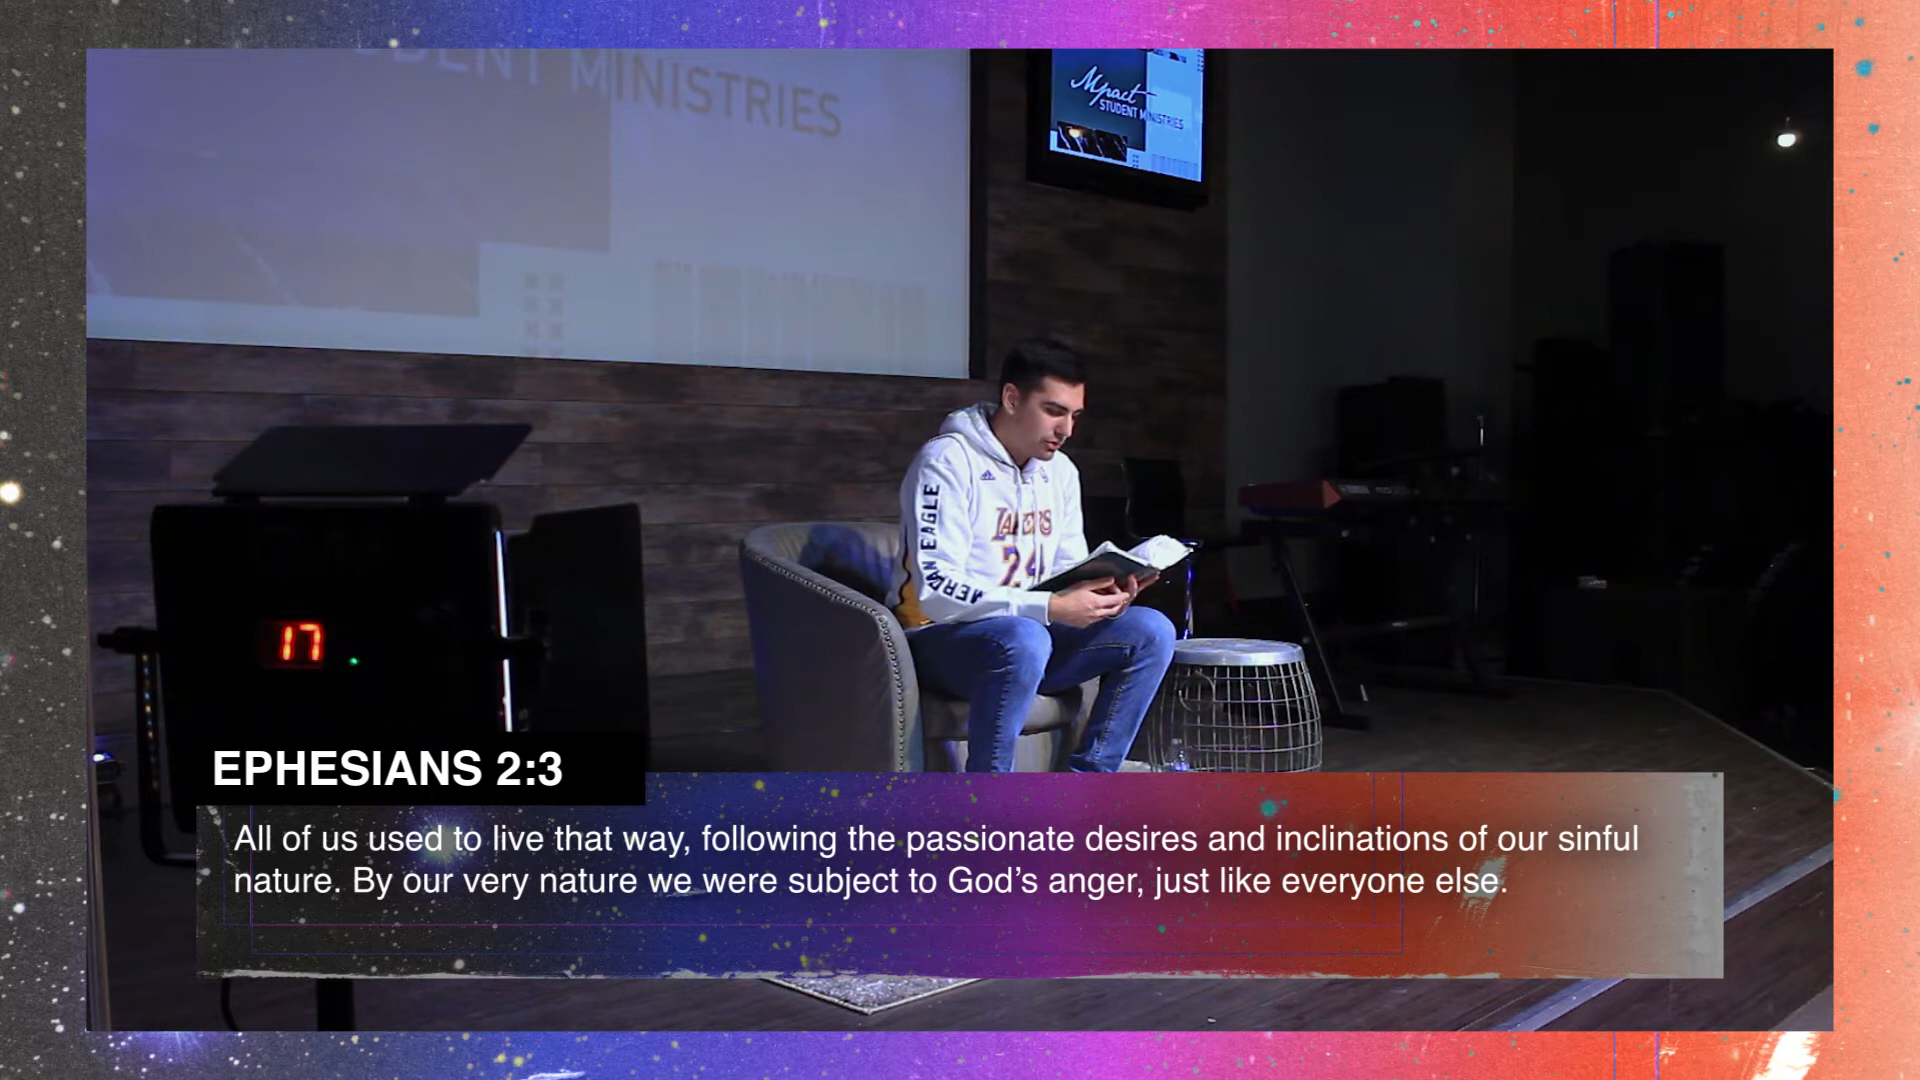 UDENT MINISTRIES
Mpact
STUDENT MINISTRIES
AMERICAN EAGLE
LAKERS
24
17
EPHESIANS 2:3
All of us used to live that way, following the passionate desires and inclinations of our sinful
nature. By our very nature we were subject to God’s anger, just like everyone else.